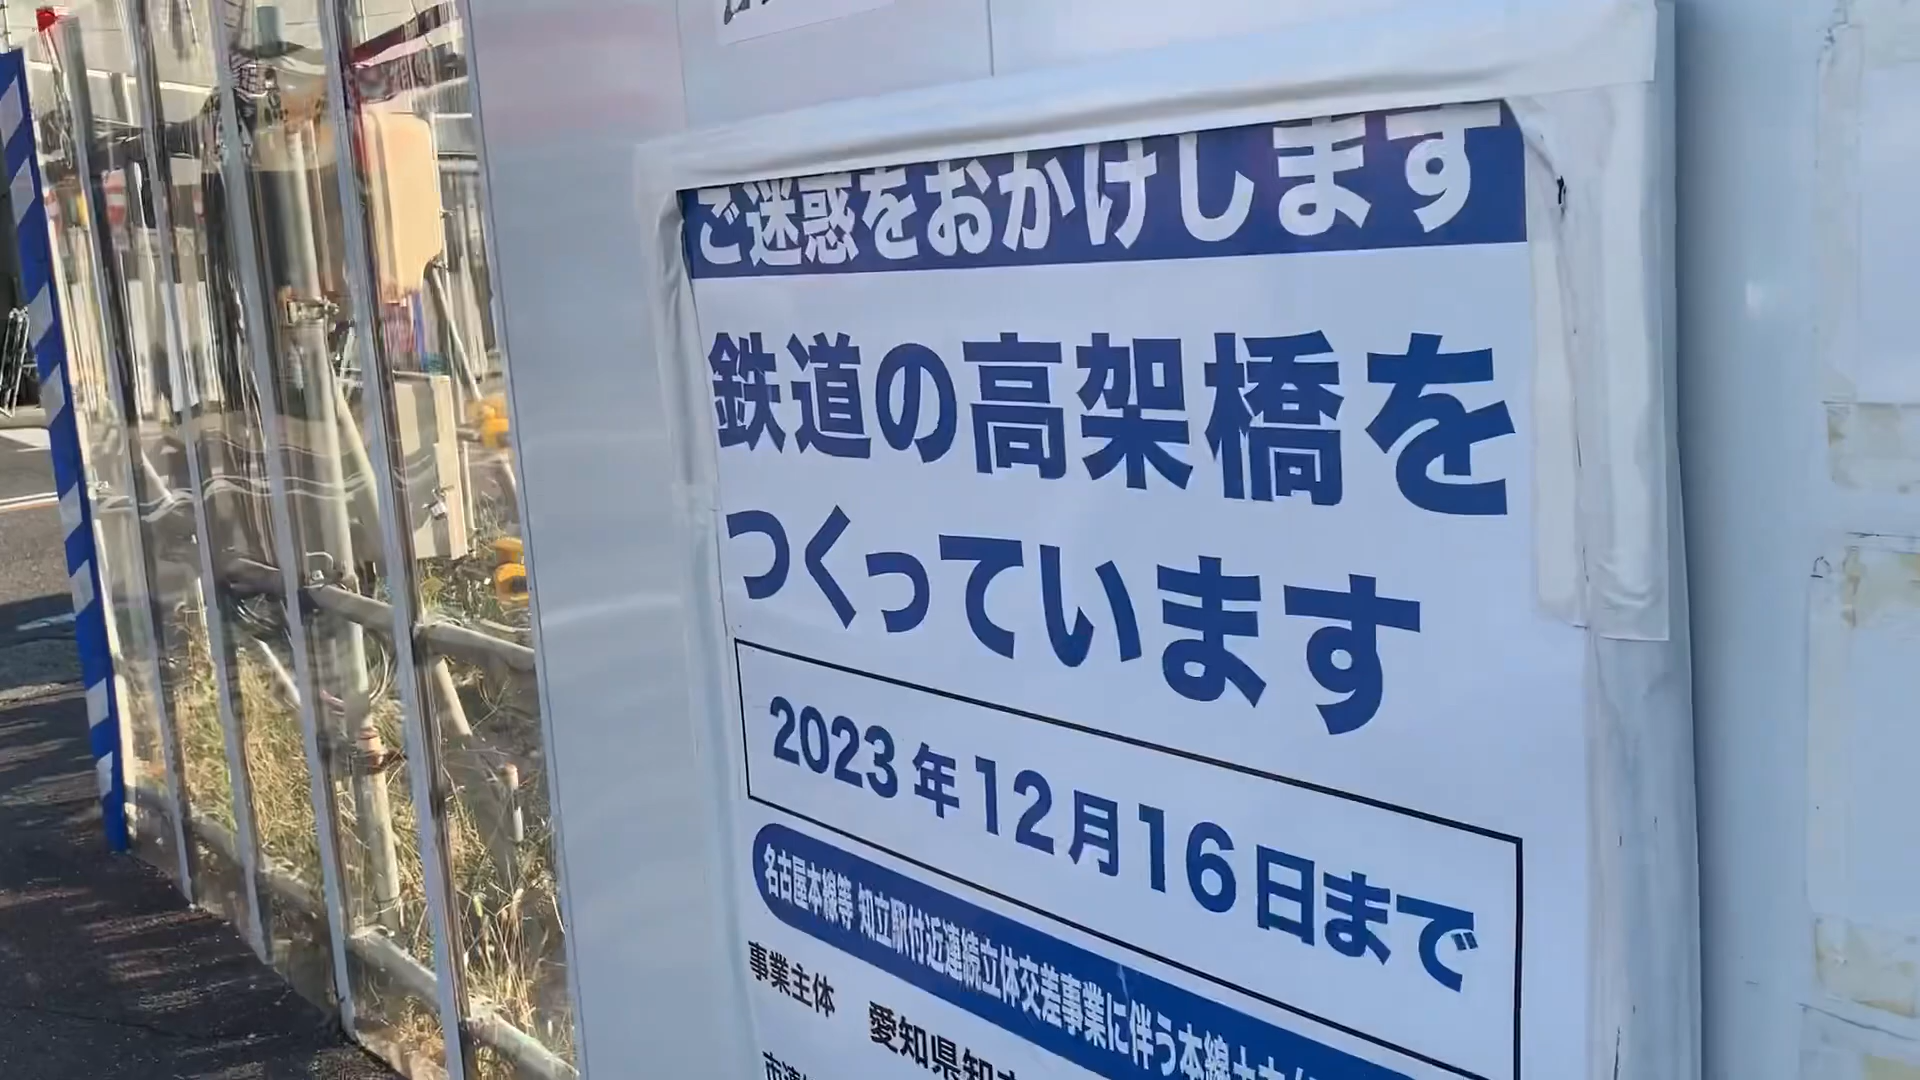 ご迷惑をおかけします
鉄道の高架橋を
つくっています
2023年12月16日まで
名古屋本線等 知立駅付近連続立体交差事業に伴う本線
事業主体 愛知県知